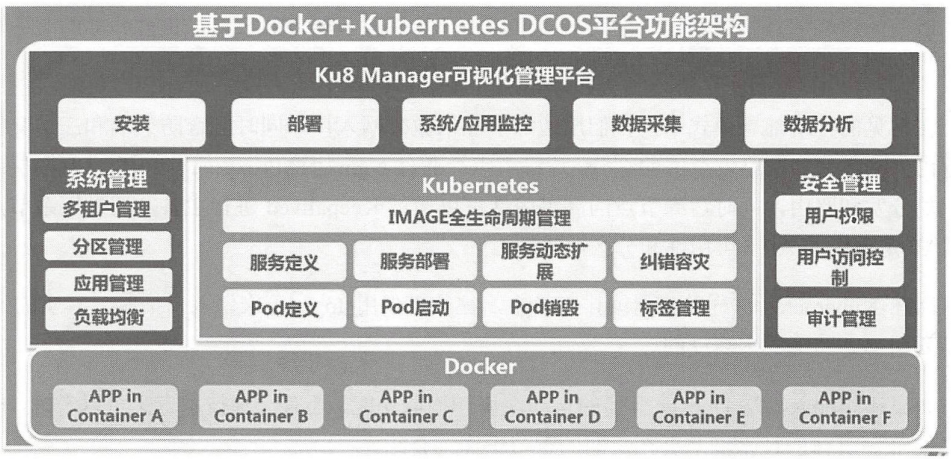 基于Docker+Kubernetes DCOS平台功能架构
Ku8 Manager可视化管理平台
安装
部署
系统/应用监控
数据采集
数据分析
系统管理
多租户管理
分区管理
应用管理
负载均衡
Kubernetes
IMAGE全生命周期管理
服务定义
服务部署
服务动态扩
展
纠错容灾
Pod定义
Pod启动
Pod销毁
标签管理
安全管理
用户权限
用户访问控
制
审计管理
Docker
APP in
Container A
APP in
Container B
APP in
Container C
APP in
Container D
APP in
Container E
APP in
Container F